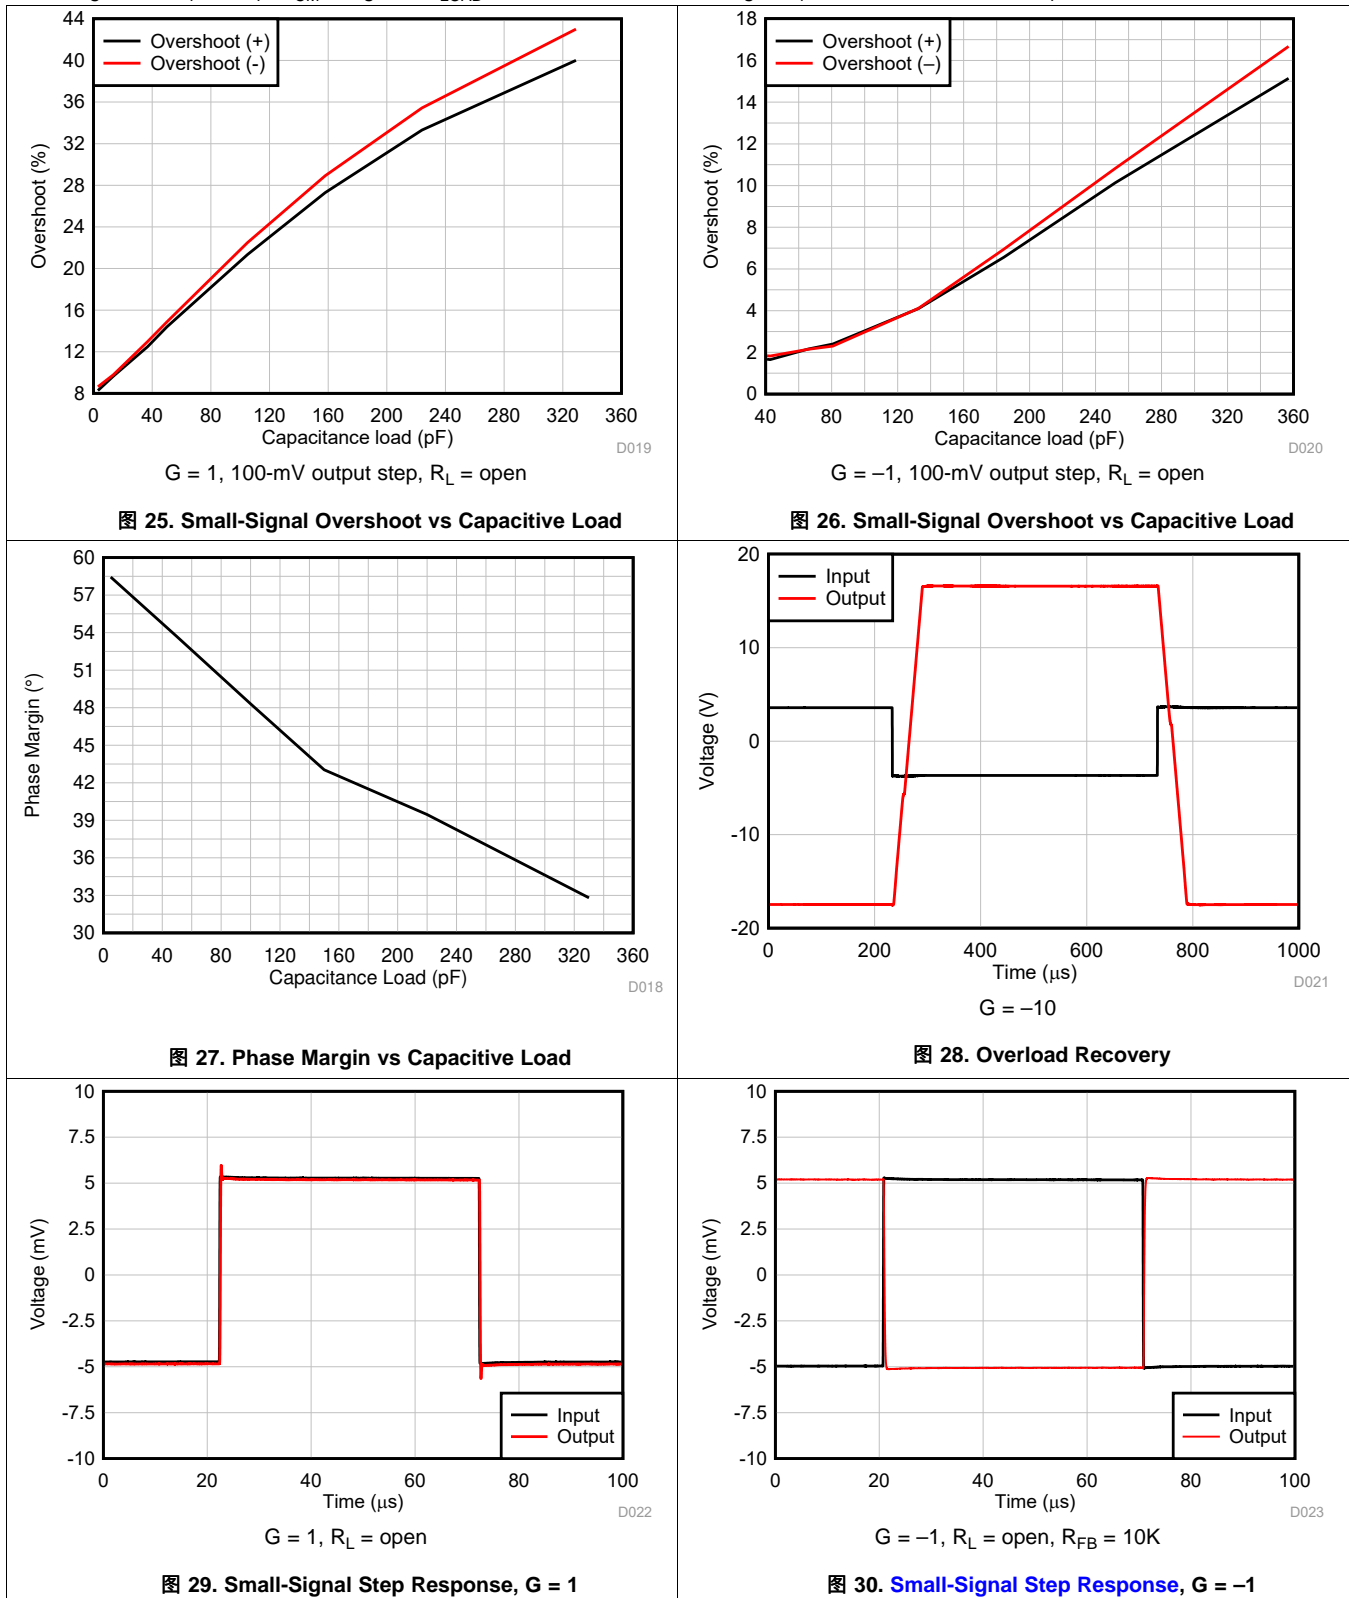 44
40
36
32
28
24
20
16
12
8
Overshoot (%)
Overshoot (+)
Overshoot (-)
0 40 80 120 160 200 240 280 320 360
Capacitance load (pF)
D019
G = 1, 100-mV output step, RL = open
图 25. Small-Signal Overshoot vs Capacitive Load
18
16
14
12
10
8
6
4
2
0
Overshoot (%)
Overshoot (+)
Overshoot (–)
40 80 120 160 200 240 280 320 360
Capacitance load (pF)
D020
G = –1, 100-mV output step, RL = open
图 26. Small-Signal Overshoot vs Capacitive Load
60
57
54
51
48
45
42
39
36
33
30
Phase Margin (°)
0 40 80 120 160 200 240 280 320 360
Capacitance Load (pF)
D018
图 27. Phase Margin vs Capacitive Load
20
10
0
-10
-20
Voltage (V)
Input
Output
0 200 400 600 800 1000
Time (μs)
D021
G = –10
图 28. Overload Recovery
10
7.5
5
2.5
0
-2.5
-5
-7.5
-10
Voltage (mV)
Input
Output
0 20 40 60 80 100
Time (μs)
D022
G = 1, RL = open
图 29. Small-Signal Step Response, G = 1
10
7.5
5
2.5
0
-2.5
-5
-7.5
-10
Voltage (mV)
Input
Output
0 20 40 60 80 100
Time (μs)
D023
G = –1, RL = open, RFB = 10K
图 30. Small-Signal Step Response, G = –1